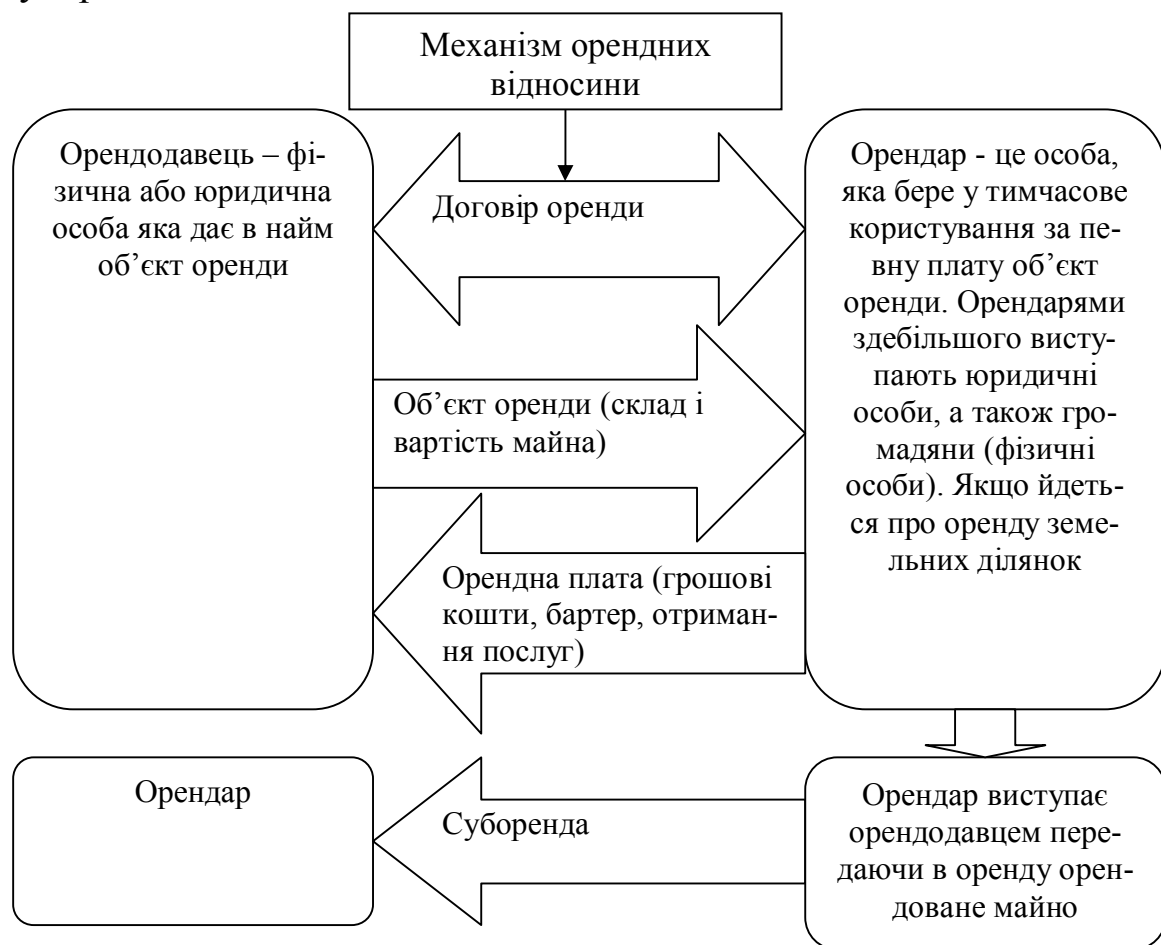 Механізм орендних
відносини
Орендодавець – фі-
зична або юридична
особа яка дає в найм
об’єкт оренди
Договір оренди
Орендар - це особа,
яка бере у тимчасове
користування за пе-
вну плату об’єкт
оренди. Орендарями
здебільшого висту-
пають юридичні
особи, а також гро-
мадяни (фізичні
особи). Якщо йдеть-
ся про оренду земе-
льних ділянок
Об’єкт оренди (склад і
вартість майна)
Орендна плата (грошові
кошти, бартер, отриман-
ня послуг)
Орендар
Суборенда
Орендар виступає
орендодавцем пере-
даючи в оренду орен-
доване майно